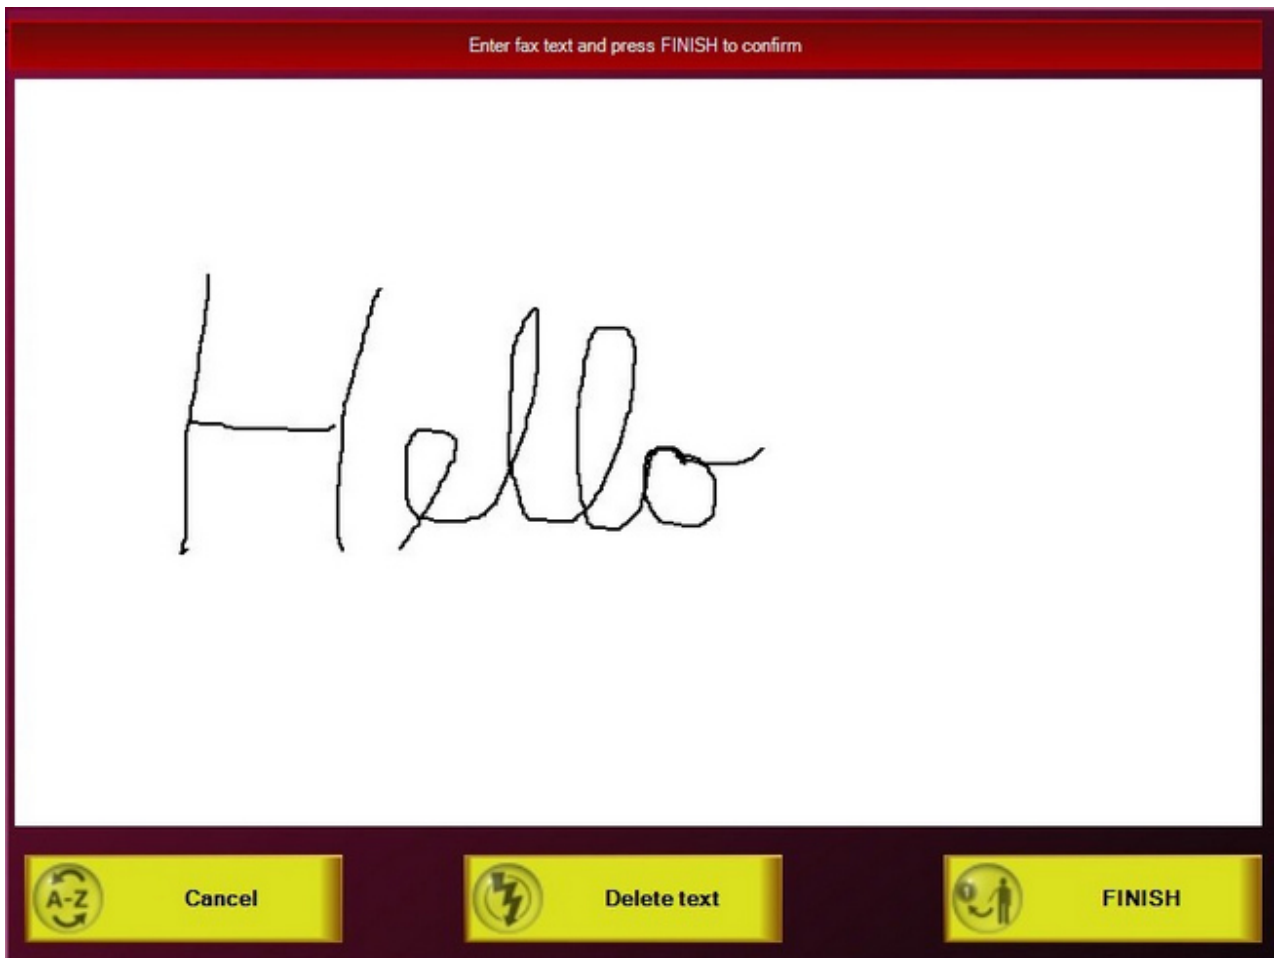 Enter fax text and press FINISH to confirm
Hello
A-Z Cancel
Delete text
FINISH